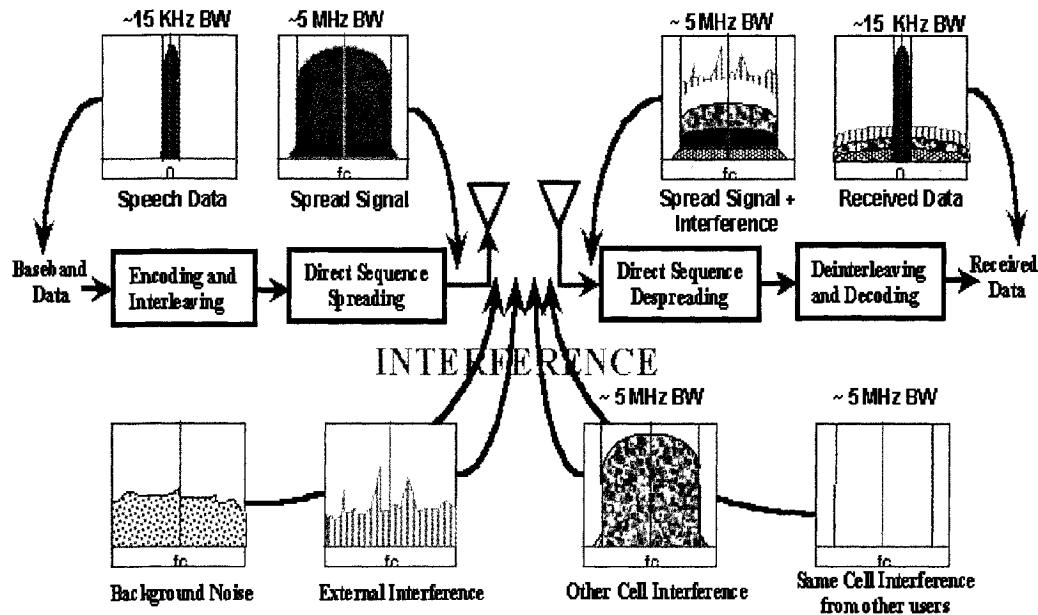 ~15 KHz BW
~5 MHz BW
~ 5 MHz BW
~15 KHz BW
0
fc
fc
0
Speech Data
Spread Signal
Spread Signal +
Interference
Received Data
Baseband
Data
Encoding and
Interleaving
Direct Sequence
Spreading
Direct Sequence
Despreading
Deinterleaving
and Decoding
Received
Data
INTERFERENCE
~ 5 MHz BW
~ 5 MHz BW
fc
fc
fc
fc
Background Noise
External Interference
Other Cell Interference
Same Cell Interference
from other users